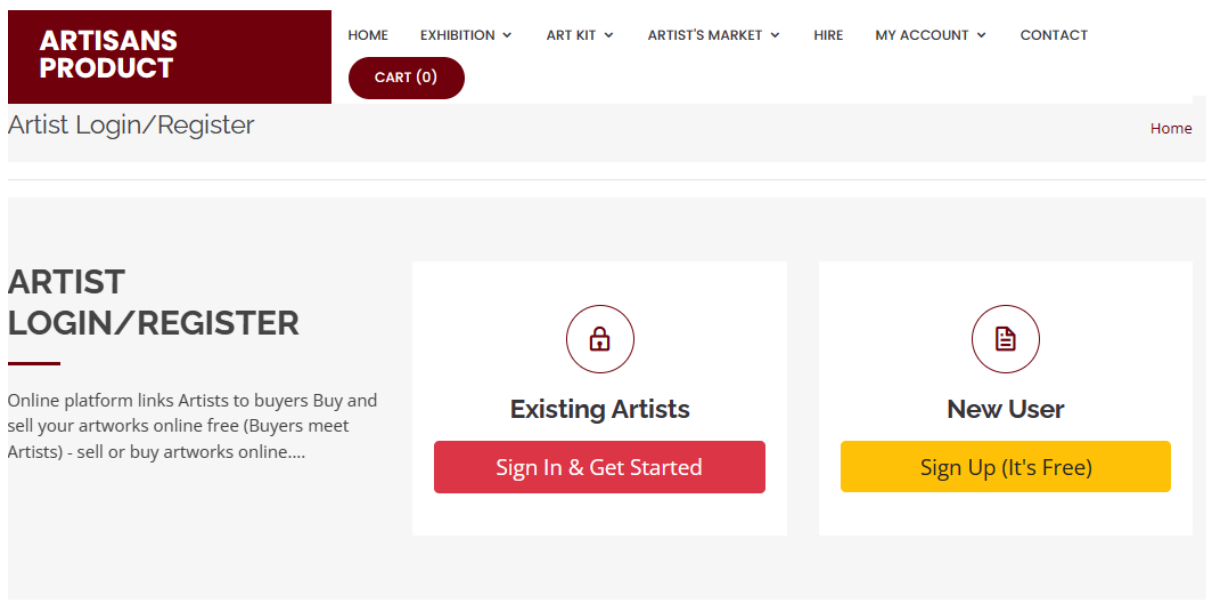 ARTISANS
PRODUCT
HOME EXHIBITION ART KIT ARTIST'S MARKET HIRE MY ACCOUNT CONTACT
CART (0)
Artist Login/Register
Home
ARTIST
LOGIN/REGISTER
Online platform links Artists to buyers Buy and
sell your artworks online free (Buyers meet
Artists) - sell or buy artworks online....
Existing Artists
Sign In & Get Started
New User
Sign Up (It's Free)